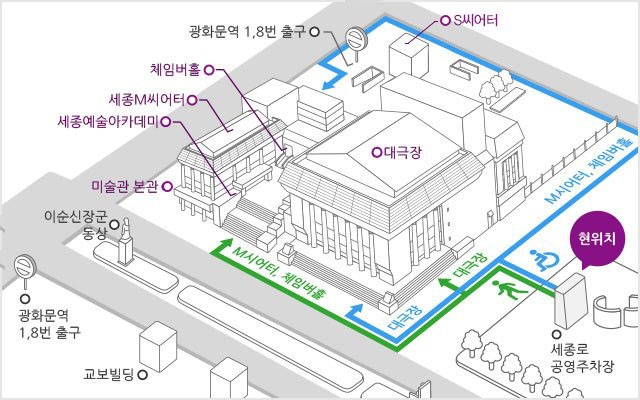 광화문역 1,8번 출구
S씨어터
체임버홀
세종M씨어터
세종예술아카데미
대극장
미술관 본관
이순신장군
동상
M씨어터, 체임버홀
현위치
M씨어터, 체임버홀
대극장
대극장
광화문역
1,8번 출구
교보빌딩
세종로
공영주차장